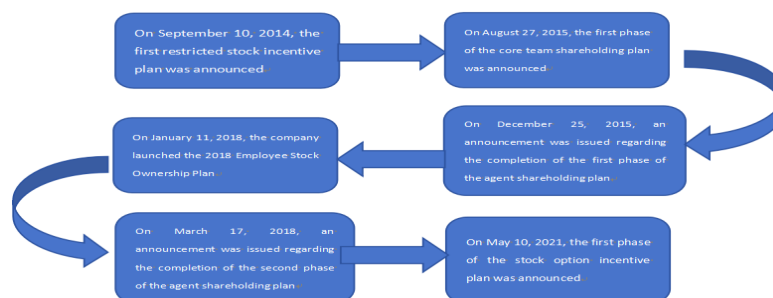 On September 10, 2014, the
first restricted stock incentive
plan was announced
On August 27, 2015, the first phase
of the core team shareholding plan
was announced
On December 25, 2015, an
announcement was issued regarding
the completion of the first phase of
the agent shareholding plan
On January 11, 2018, the company
launched the 2018 Employee Stock
Ownership Plan
On March 17, 2018, an
announcement was issued regarding
the completion of the second phase
of the agent shareholding plan
On May 10, 2021, the first phase
of the stock option incentive
plan was announced